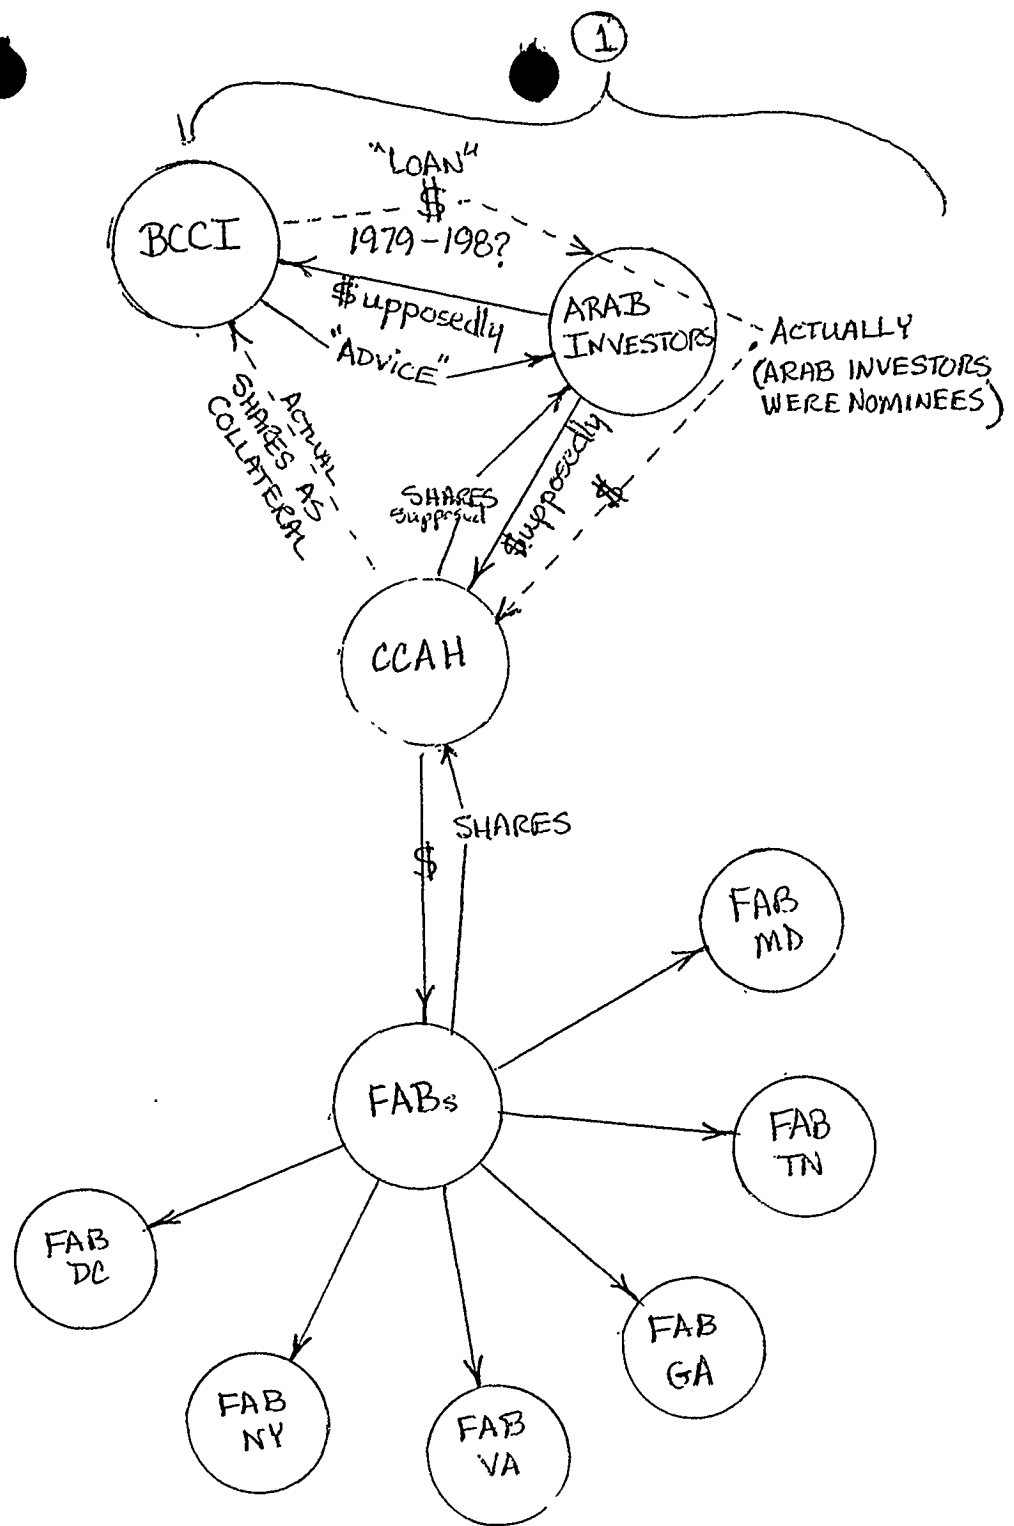 1
"LOAN"
$
1979-198?
BCCI
$upposedly
"ADVICE"
ARAB
INVESTORS
ACTUALLY
(ARAB INVESTORS
WERE NOMINEES)
ACTUAL
SHARES AS
COLLATERAL
SHARES
$upposedly
$
CCAH
$
SHARES
FABs
FAB
MD
FAB
TN
FAB
DC
FAB
GA
FAB
NY
FAB
VA